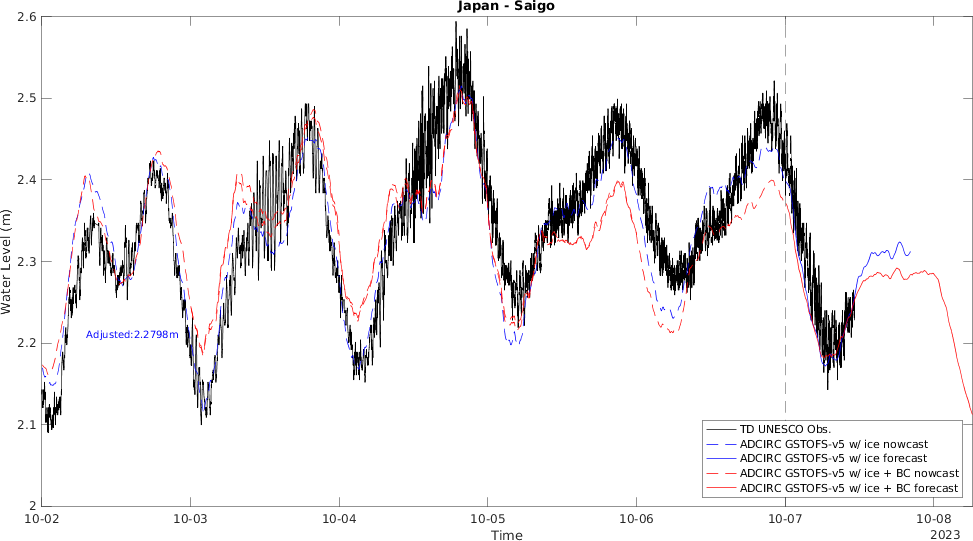 Japan - Saigo
2.6
2.5
2.4
2.3
2.2
2.1
2
Water Level (m)
Adjusted:2.2798m
TD UNESCO Obs.
ADCIRC GSTOFS-v5 w/ ice nowcast
ADCIRC GSTOFS-v5 w/ ice forecast
ADCIRC GSTOFS-v5 w/ ice + BC nowcast
ADCIRC GSTOFS-v5 w/ ice + BC forecast
10-02 10-03 10-04 10-05 10-06 10-07 10-08
Time
2023